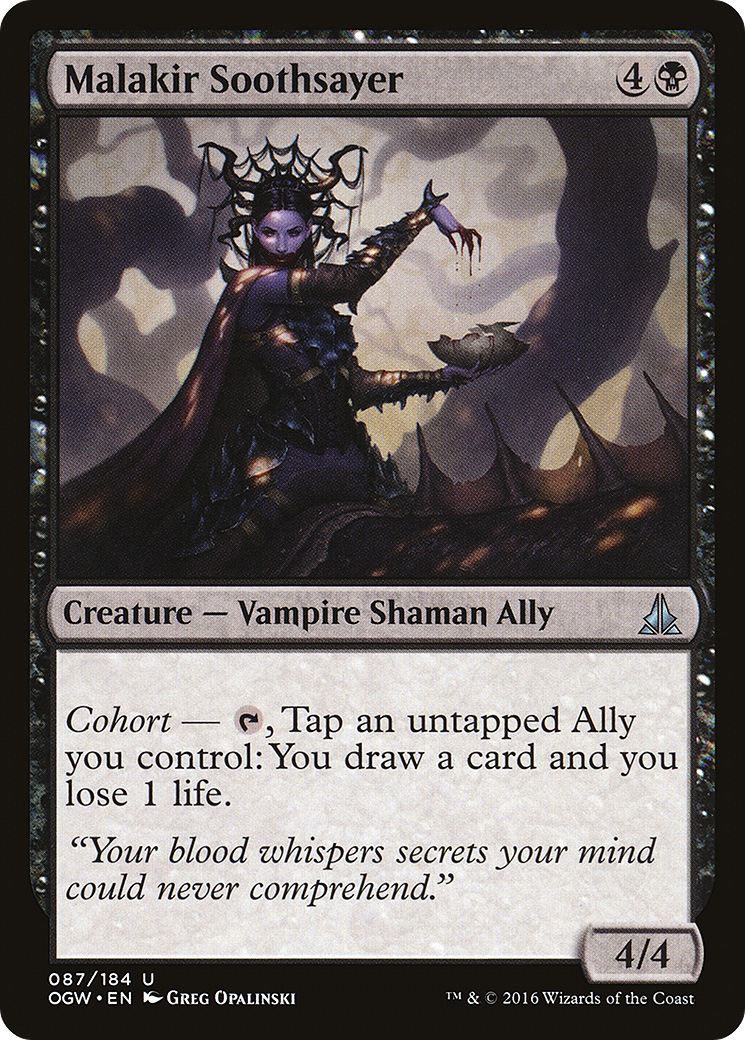 Malakir Soothsayer 4
Creature — Vampire Shaman Ally
Cohort — , Tap an untapped Ally
you control: You draw a card and you
lose 1 life.
“Your blood whispers secrets your mind
could never comprehend.”
4/4
087/184 U
OGW • EN Greg Opalinski
™ & © 2016 Wizards of the Coast